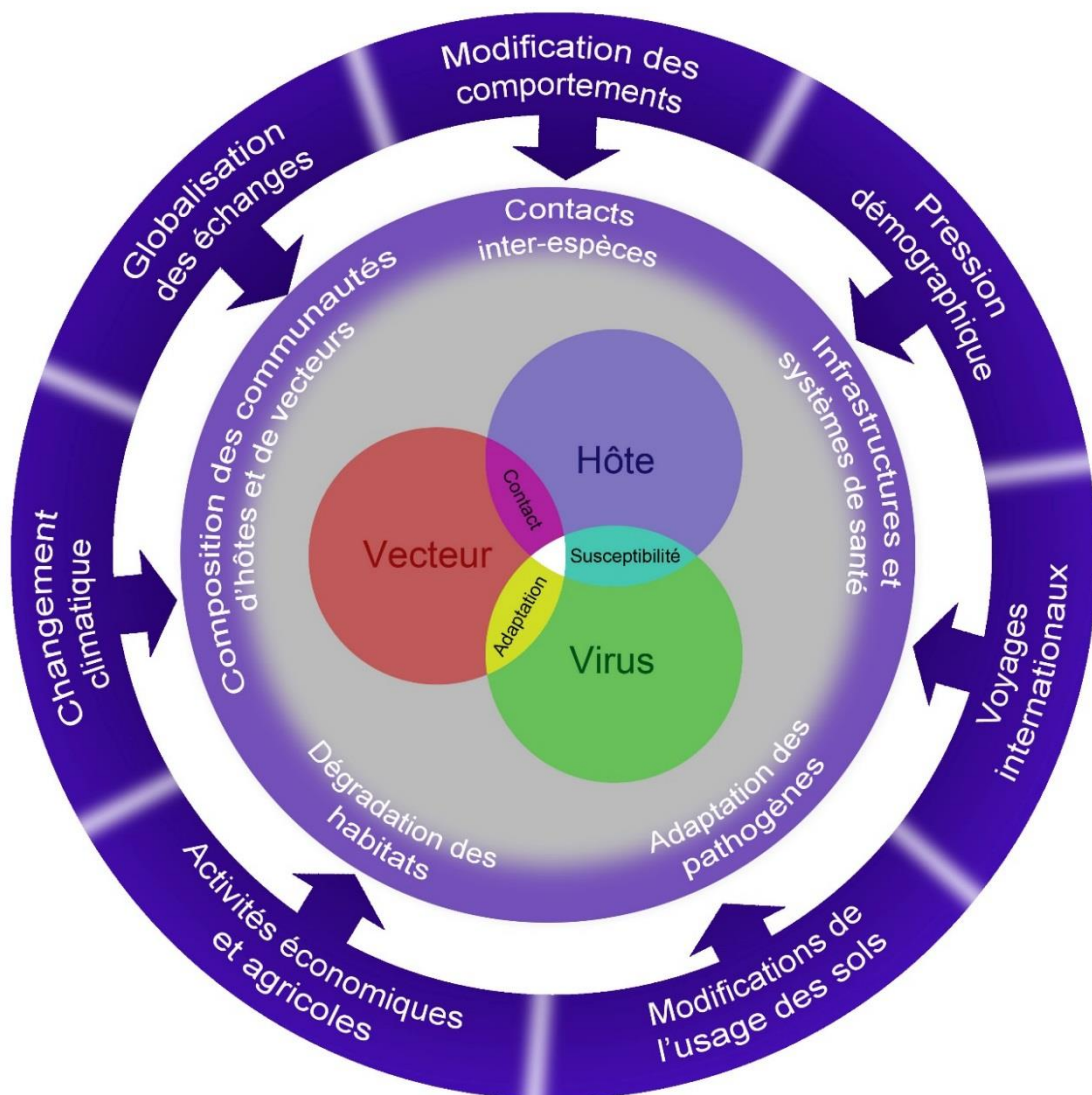 Modification des
comportements
Pression
démographique
Voyages
internationaux
Modifications de
l'usage des sols
Activités économiques
et agricoles
Changement
climatique
Globalisation
des échanges
Contacts
inter-espèces
Infrastructures et
systèmes de santé
Adaptation des
pathogènes
Dégradation des
habitats
Composition des communautés
d'hôtes et de vecteurs
Hôte
Contact
Vecteur
Susceptibilité
Adaptation
Virus